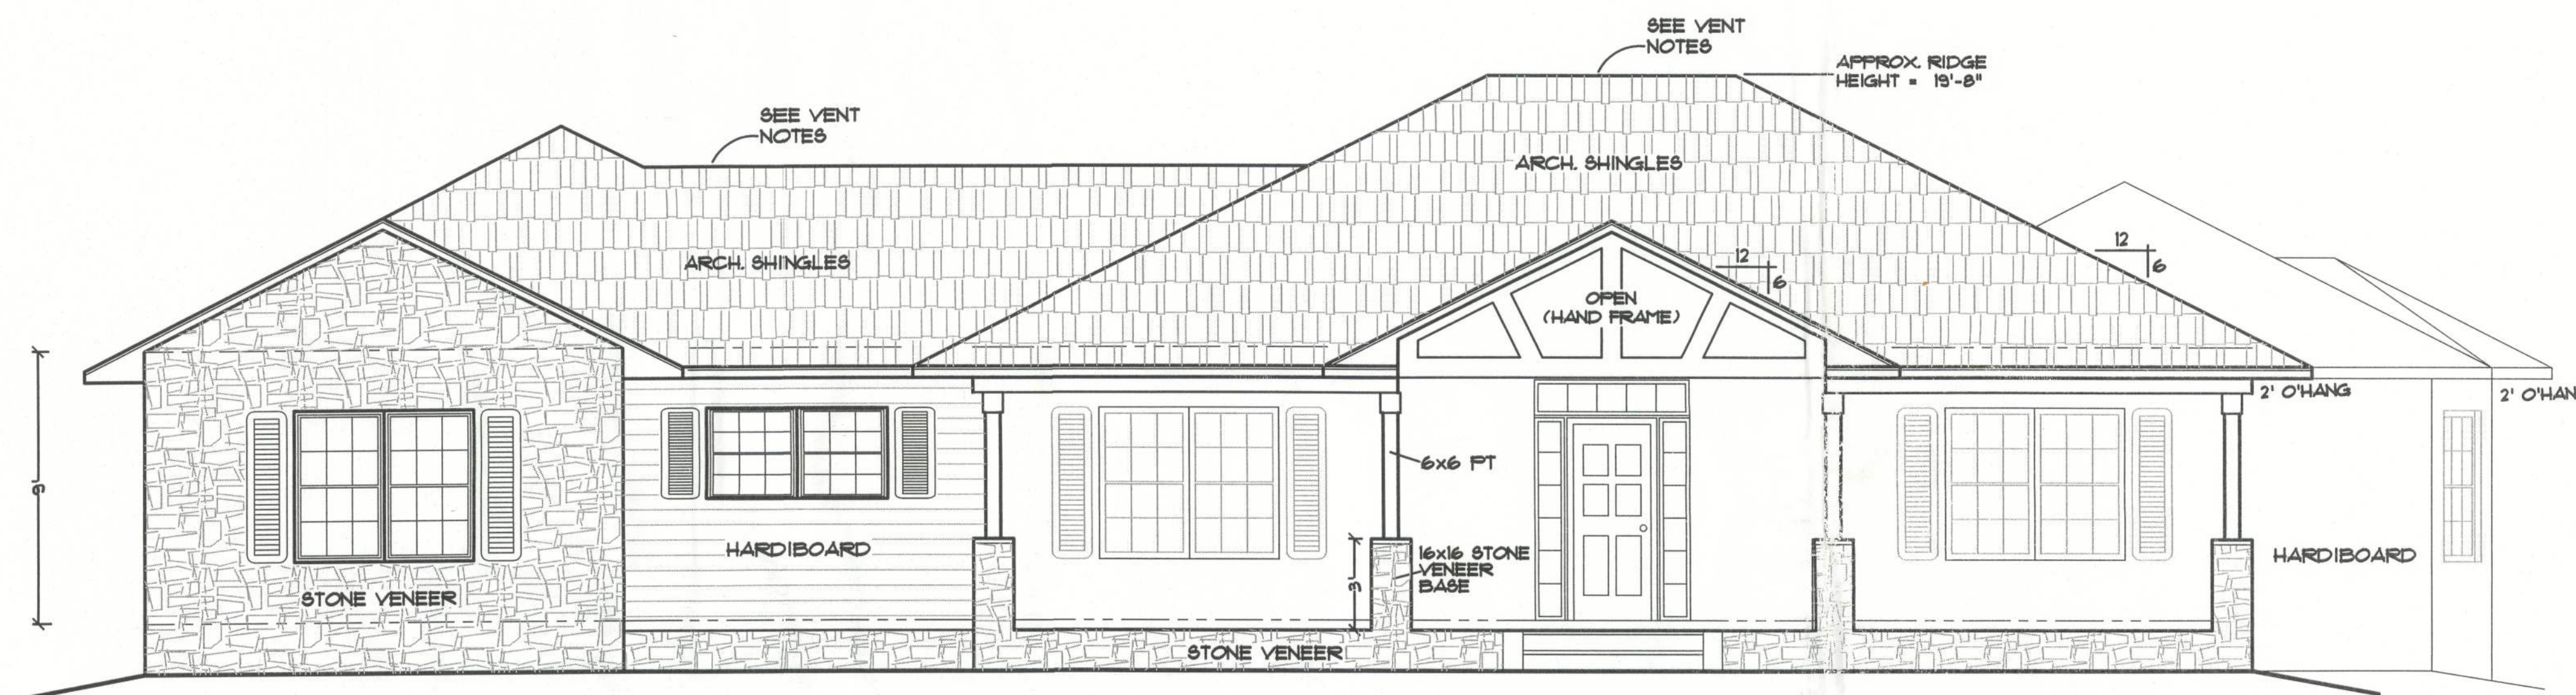 SEE VENT
NOTES
APPROX. RIDGE
HEIGHT = 19'-8"
SEE VENT
NOTES
ARCH. SHINGLES
12
6
12
6
ARCH. SHINGLES
OPEN
(HAND FRAME)
2' O'HANG
2' O'HAN
9'
6x6 PT
HARDIBOARD
16x16 STONE
VENEER
BASE
3'
HARDIBOARD
STONE VENEER
STONE VENEER